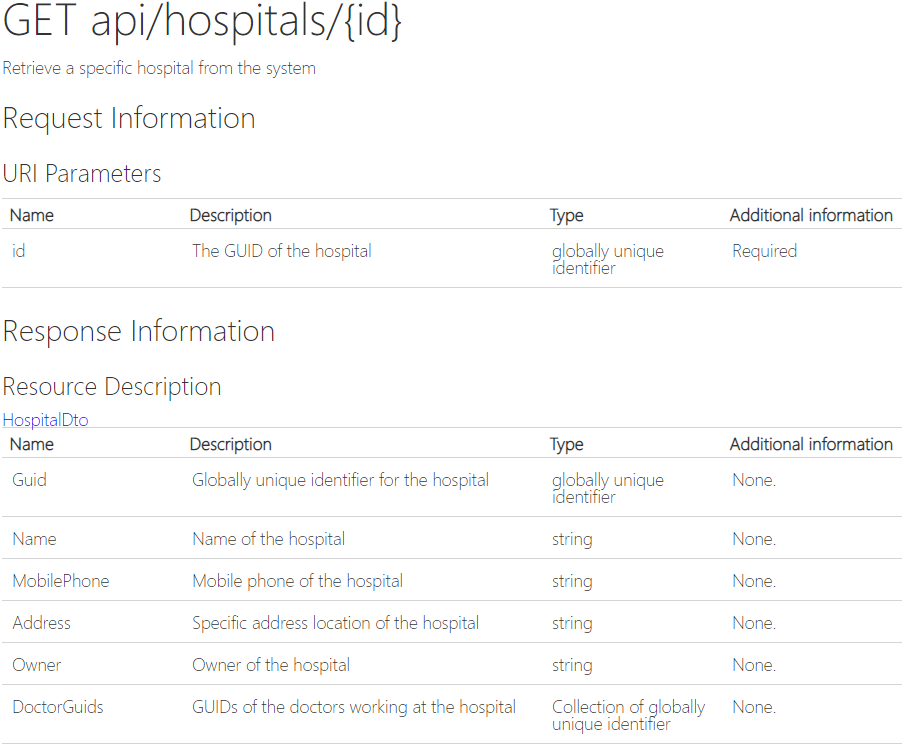 GET api/hospitals/{id}
Retrieve a specific hospital from the system
Request Information
URI Parameters
Name Description Type Additional information
id The GUID of the hospital globally unique identifier Required
Response Information
Resource Description
HospitalDto
Name Description Type Additional information
Guid Globally unique identifier for the hospital globally unique identifier None.
Name Name of the hospital string None.
MobilePhone Mobile phone of the hospital string None.
Address Specific address location of the hospital string None.
Owner Owner of the hospital string None.
DoctorGuids GUIDs of the doctors working at the hospital Collection of globally unique identifier None.